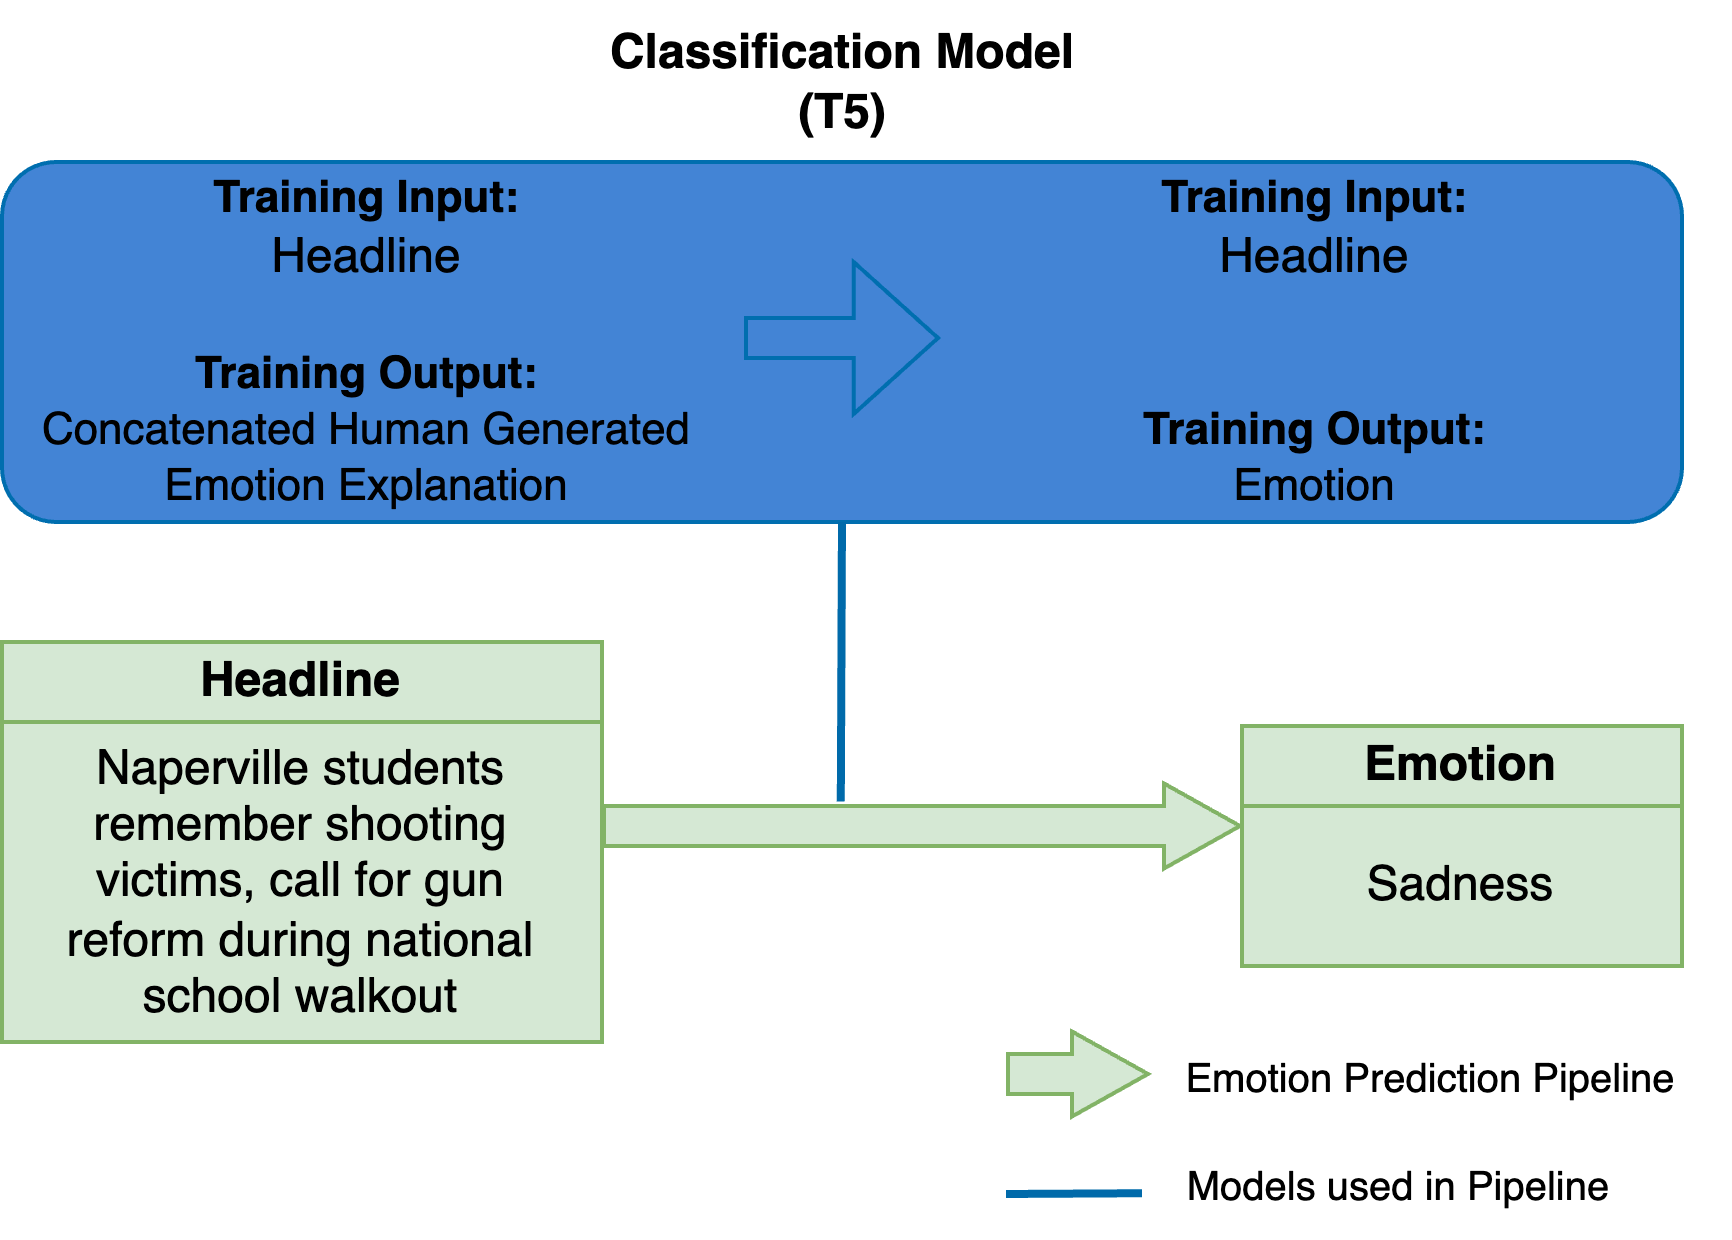 Classification Model
(T5)
Training Input:
Headline
Training Output:
Concatenated Human Generated
Emotion Explanation
Training Input:
Headline
Training Output:
Emotion
Headline
Naperville students
remember shooting
victims, call for gun
reform during national
school walkout
Emotion
Sadness
Emotion Prediction Pipeline
Models used in Pipeline